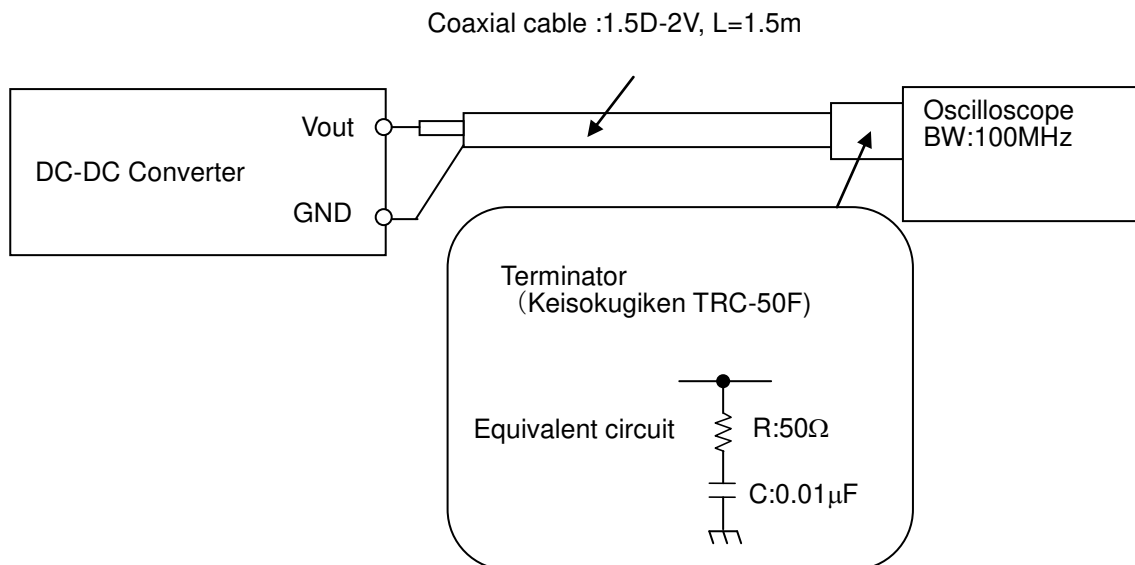 Coaxial cable :1.5D-2V, L=1.5m
Oscilloscope
BW:100MHz
Vout
DC-DC Converter
GND
Terminator
（Keisokugiken TRC-50F)
Equivalent circuit
R:50Ω
C:0.01μF